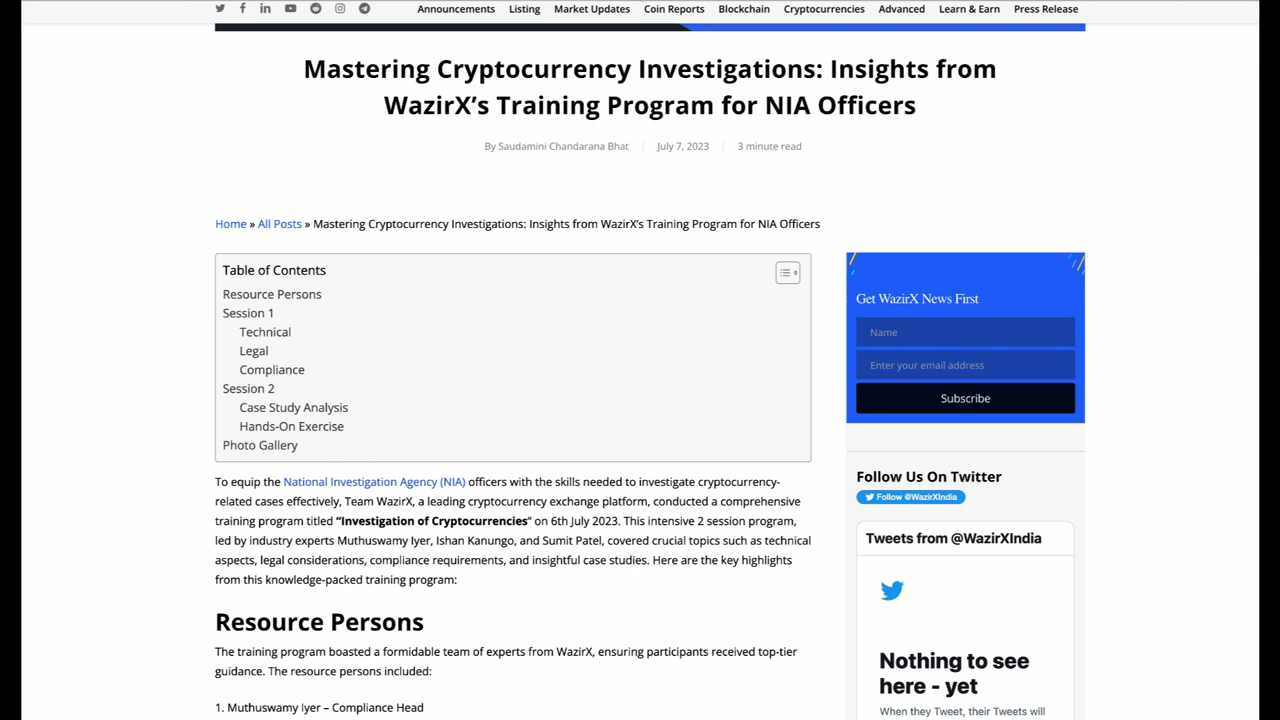 Announcements Listing Market Updates Coin Reports Blockchain Cryptocurrencies Advanced Learn & Earn Press Release
Mastering Cryptocurrency Investigations: Insights from
WazirX’s Training Program for NIA Officers
By Saudamini Chandarana Bhat July 7, 2023 3 minute read
Home » All Posts » Mastering Cryptocurrency Investigations: Insights from WazirX’s Training Program for NIA Officers
Table of Contents
Resource Persons
Session 1
Technical
Legal
Compliance
Session 2
Case Study Analysis
Hands-On Exercise
Photo Gallery
To equip the National Investigation Agency (NIA) officers with the skills needed to investigate cryptocurrency-
related cases effectively, Team WazirX, a leading cryptocurrency exchange platform, conducted a comprehensive
training program titled “Investigation of Cryptocurrencies” on 6th July 2023. This intensive 2 session program,
led by industry experts Muthuswamy Iyer, Ishan Kanungo, and Sumit Patel, covered crucial topics such as technical
aspects, legal considerations, compliance requirements, and insightful case studies. Here are the key highlights
from this knowledge-packed training program:
Resource Persons
The training program boasted a formidable team of experts from WazirX, ensuring participants received top-tier
guidance. The resource persons included:
1. Muthuswamy Iyer – Compliance Head
Get WazirX News First
Name
Enter your email address
Subscribe
Follow Us On Twitter
Follow @WazirXIndia
Tweets from @WazirXIndia
Nothing to see
here - yet
When they Tweet, their Tweets will